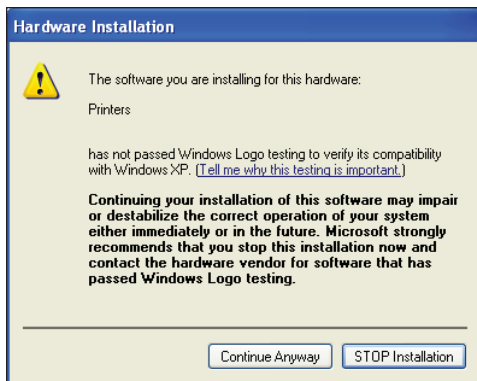 Hardware Installation
The software you are installing for this hardware:
Printers
has not passed Windows Logo testing to verify its compatibility
with Windows XP. (Tell me why this testing is important.)
Continuing your installation of this software may impair
or destabilize the correct operation of your system
either immediately or in the future. Microsoft strongly
recommends that you stop this installation now and
contact the hardware vendor for software that has
passed Windows Logo testing.
Continue Anyway STOP Installation